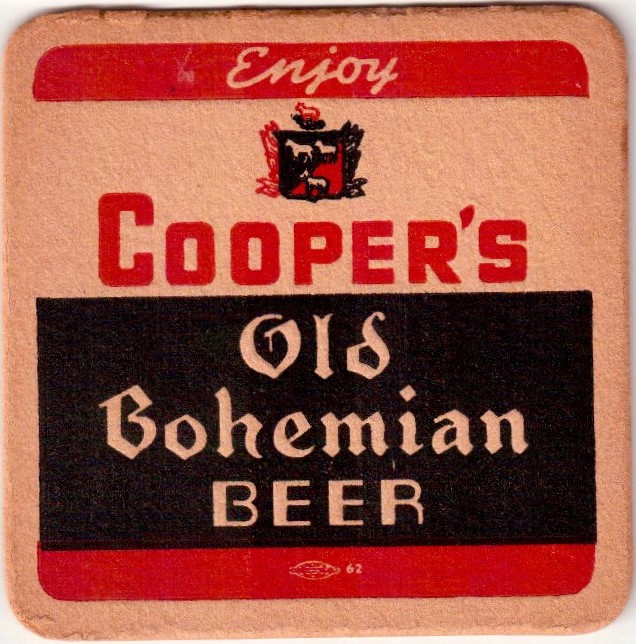 Enjoy
COOPER'S
Old
Bohemian
BEER
62